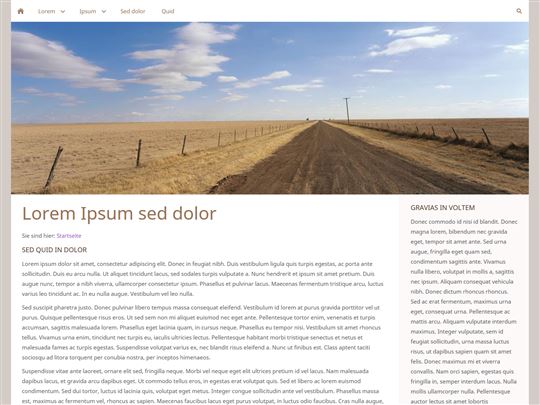 Lorem Ipsum Sed dolor Quid
Lorem Ipsum sed dolor
Sie sind hier: Startseite
SED QUID IN DOLOR
Lorem ipsum dolor sit amet, consectetur adipiscing elit. Donec in feugiat nibh. Duis vestibulum ligula quis turpis egestas, ac porta ante
sollicitudin. Duis eu arcu nulla. Ut aliquet tincidunt lacus, sed sodales turpis vulputate a. Nunc hendrerit et ipsum sit amet pretium. Duis
augue nunc, tempor a nibh viverra, ullamcorper consectetur ipsum. Phasellus et pulvinar lacus. Maecenas fermentum tristique arcu, luctus
varius leo tincidunt ac. In eu nulla augue. Vestibulum vel leo nulla.
Sed suscipit pharetra justo. Donec pulvinar libero tempus massa consequat eleifend. Vestibulum id lorem at purus gravida porttitor vel ut
purus. Quisque pellentesque risus eros. Ut sed sem non mi aliquet euismod nec eget ante. Pellentesque tortor enim, venenatis et turpis
accumsan, sagittis malesuada lorem. Phasellus eget lacinia quam, in cursus neque. Phasellus eu tempor nisi. Vestibulum sit amet rhoncus
tellus. Vivamus urna enim, tincidunt nec turpis eu, iaculis ultricies lectus. Pellentesque habitant morbi tristique senectus et netus et
malesuada fames ac turpis egestas. Suspendisse volutpat varius ex, nec blandit risus eleifend a. Nunc ut finibus est. Class aptent taciti
sociosqu ad litora torquent per conubia nostra, per inceptos himenaeos.
Suspendisse vitae ante laoreet, ornare elit sed, fringilla neque. Morbi vel neque eget elit ultrices pretium id vel lacus. Nam malesuada
dapibus lacus, et gravida arcu dapibus eget. Ut commodo tellus eros, in egestas erat volutpat quis. Sed et libero ac lorem euismod
condimentum. Sed dui tortor, luctus id lacinia quis, volutpat eget metus. Integer congue iaculis ante vel vestibulum. Phasellus massa
est, maximus ac fermentum vel, rhoncus ac sapien. Maecenas faucibus lacus eget purus volutpat, in luctus odio faucibus. Cras nulla augue,
GRAVIAS IN VOLTEM
Donec commodo id nisi id blandit. Donec
magna lorem, bibendum nec gravida
eget, tempor sit amet ante. Sed urna
augue, fringilla eget quam sed,
condimentum sagittis ante. Vivamus
nulla libero, volutpat in mollis a, sagittis
nec ipsum. Aliquam consequat vehicula
nibh. Donec dictum rhoncus rhoncus.
Sed ac erat fermentum, maximus urna
eget, consequat urna. Pellentesque ac
mattis arcu. Aliquam vulputate interdum
maximus. Integer vulputate, sem id
feugiat sollicitudin, urna massa luctus
risus, ut dapibus sapien quam sit amet
felis. Donec maximus mi et viverra
convallis. Nam orci sapien, egestas quis
fringilla in, semper interdum lacus. Nulla
mollis ullamcorper mauris, et malesuada
auctor lectus sit amet lobortis